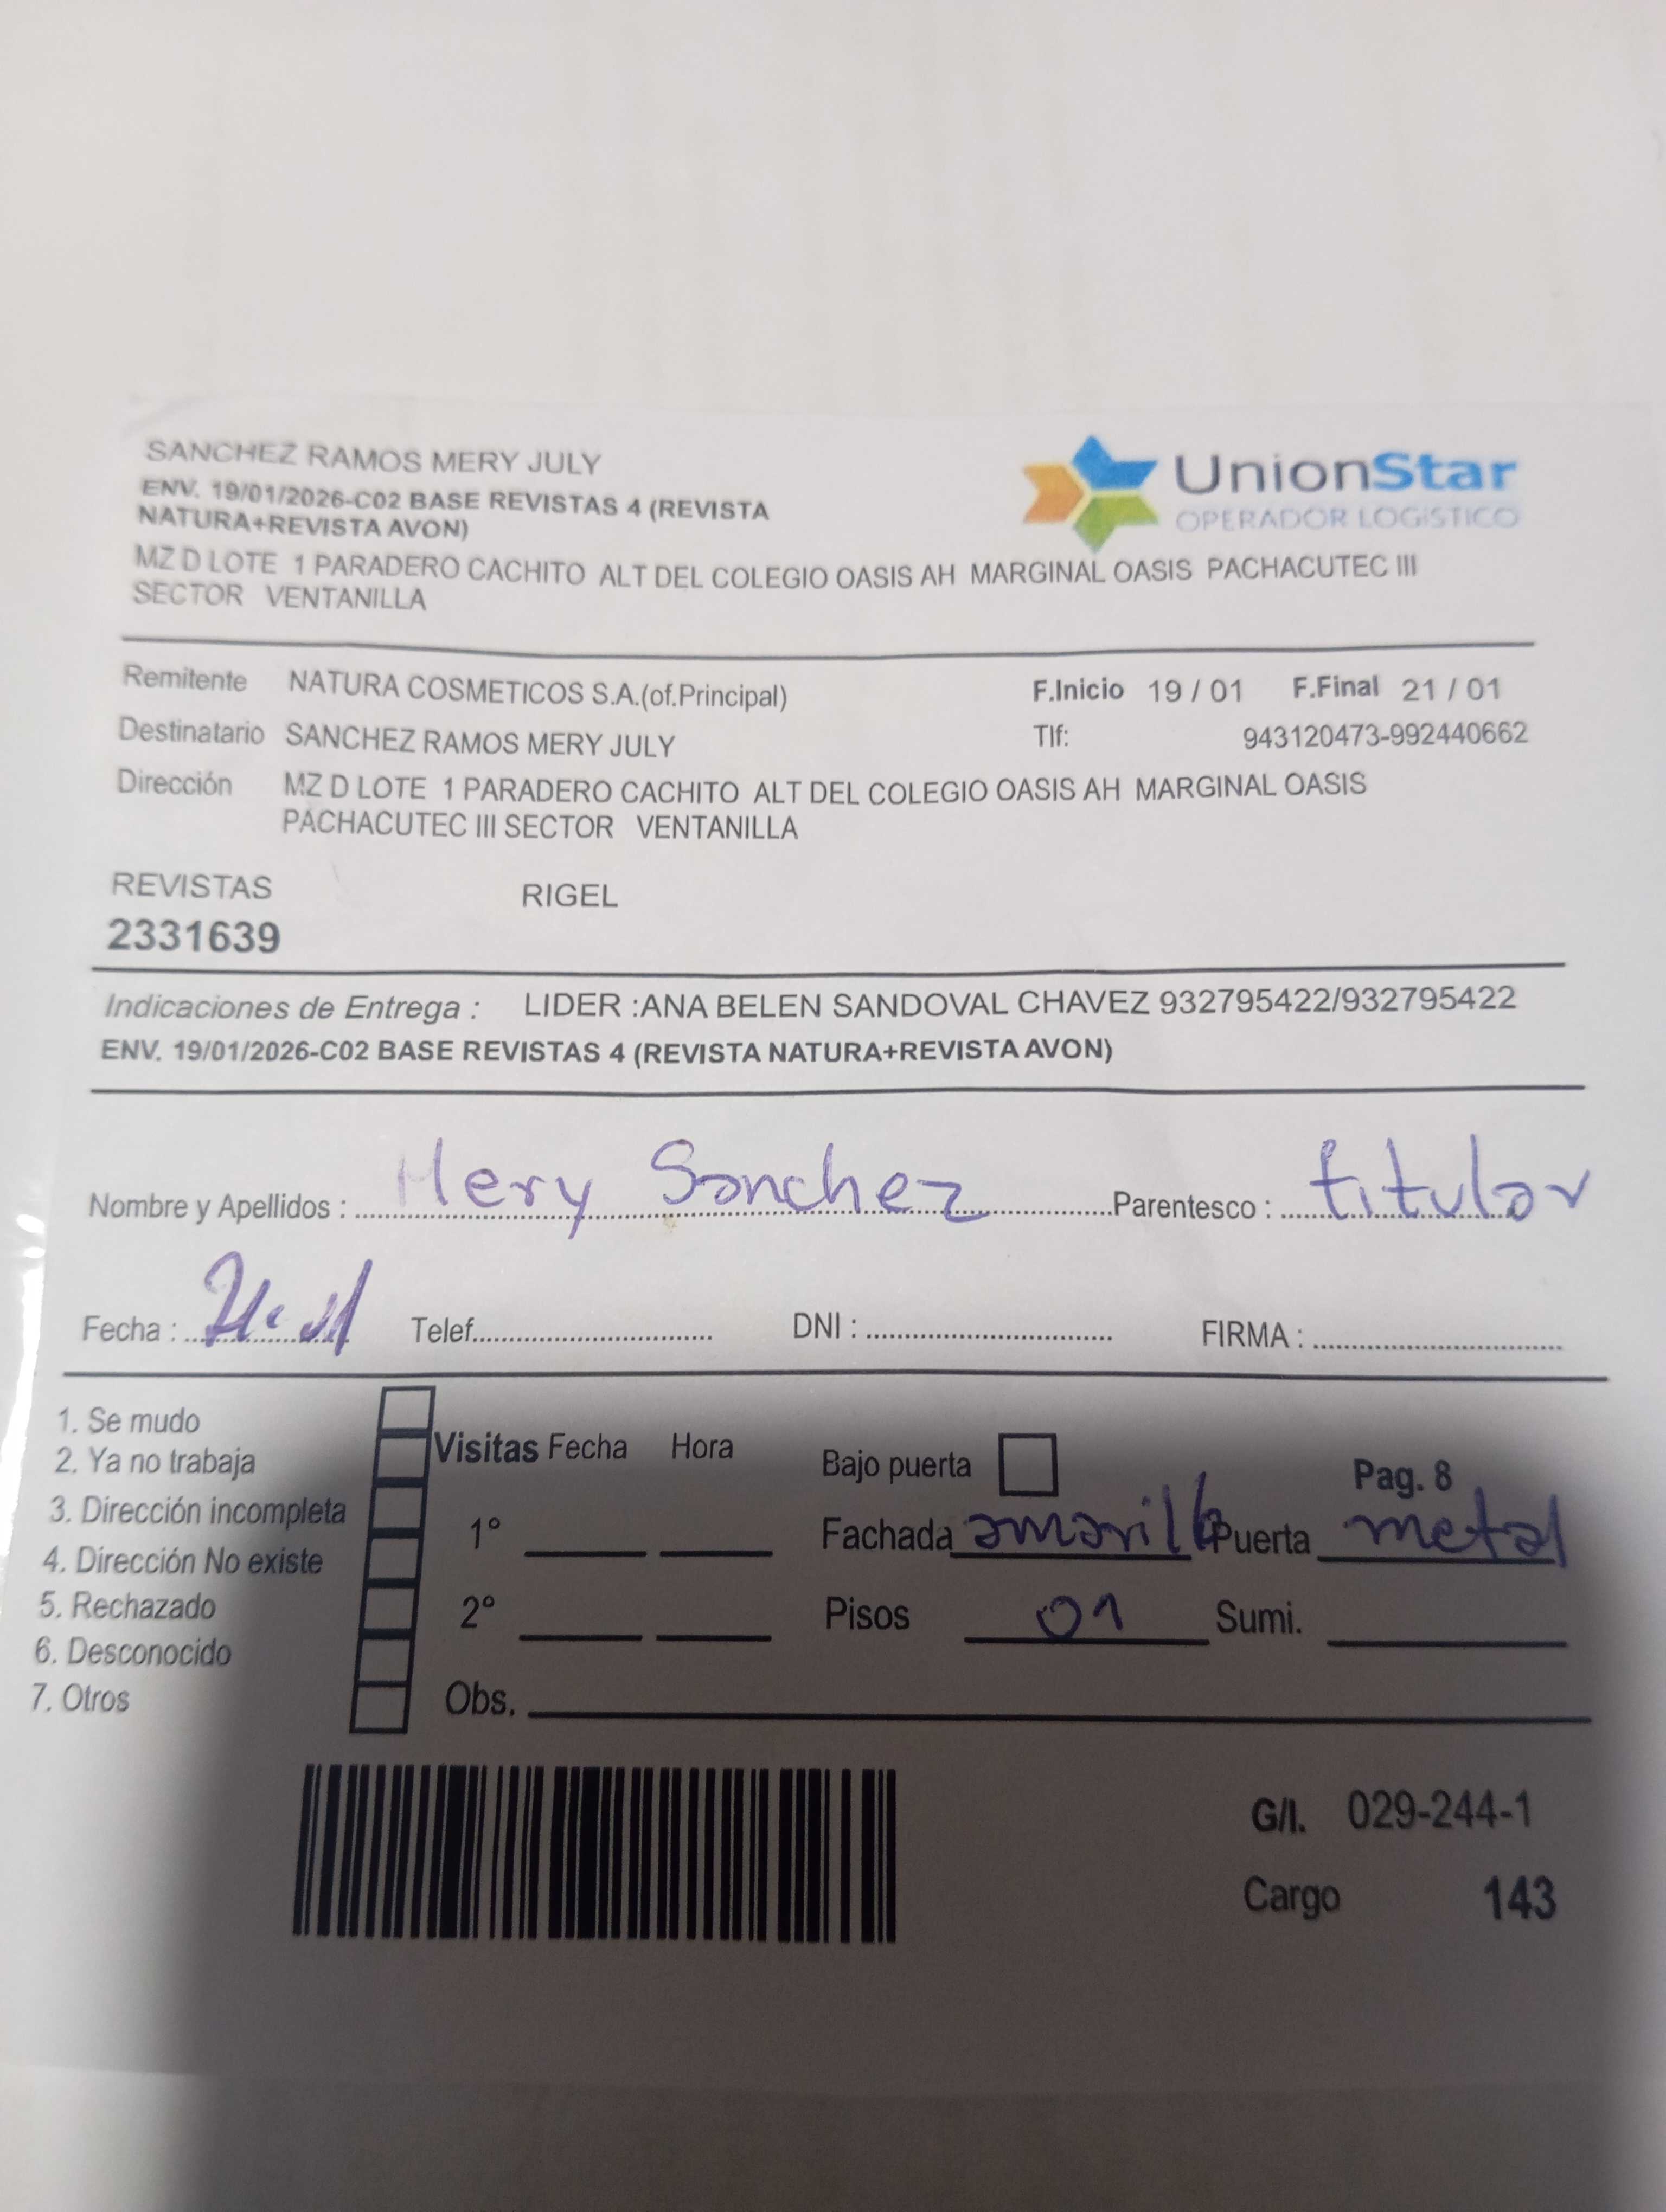 SANCHEZ RAMOS MERY JULY
ENV. 19/01/2026-C02 BASE REVISTAS 4 (REVISTA
NATURA+REVISTA AVON)
MZ D LOTE 1 PARADERO CACHITO ALT DEL COLEGIO OASIS AH MARGINAL OASIS PACHACUTEC III
SECTOR VENTANILLA
UnionStar
OPERADOR LOGíSTICO
Remitente NATURA COSMETICOS S.A.(of.Principal) F.Inicio 19 / 01 F.Final 21 / 01
Destinatario SANCHEZ RAMOS MERY JULY Tlf: 943120473-992440662
Dirección MZ D LOTE 1 PARADERO CACHITO ALT DEL COLEGIO OASIS AH MARGINAL OASIS
PACHACUTEC III SECTOR VENTANILLA
REVISTAS RIGEL
2331639
Indicaciones de Entrega : LIDER :ANA BELEN SANDOVAL CHAVEZ 932795422/932795422
ENV. 19/01/2026-C02 BASE REVISTAS 4 (REVISTA NATURA+REVISTA AVON)
Nombre y Apellidos : Mery Sanchez Parentesco : titular
Fecha : Telef. DNI : FIRMA :
1. Se mudo
2. Ya no trabaja
3. Dirección incompleta
4. Dirección No existe
5. Rechazado
6. Desconocido
7. Otros
Visitas Fecha Hora
1°
2°
Obs.
Bajo puerta Pag. 8
Fachada amarilla Puerta metal
Pisos 01 Sumi.
G/I. 029-244-1
Cargo 143